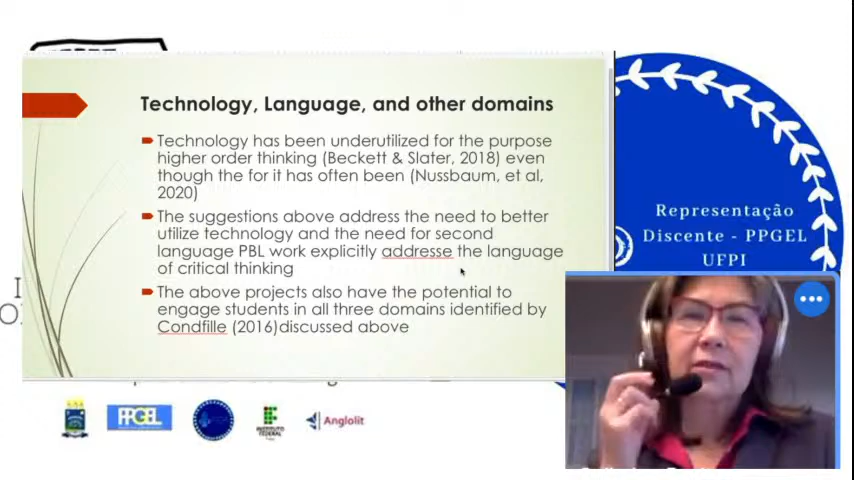 Technology, Language, and other domains
Technology has been underutilized for the purpose
higher order thinking (Beckett & Slater, 2018) even
though the for it has often been (Nussbaum, et al,
2020)
The suggestions above address the need to better
utilize technology and the need for second
language PBL work explicitly addresse the language
of critical thinking
The above projects also have the potential to
engage students in all three domains identified by
Condfille (2016)discussed above
Representação
Discente - PPGEL
UFPI
PPGEL
INSTITUTO
FEDERAL
Anglolit